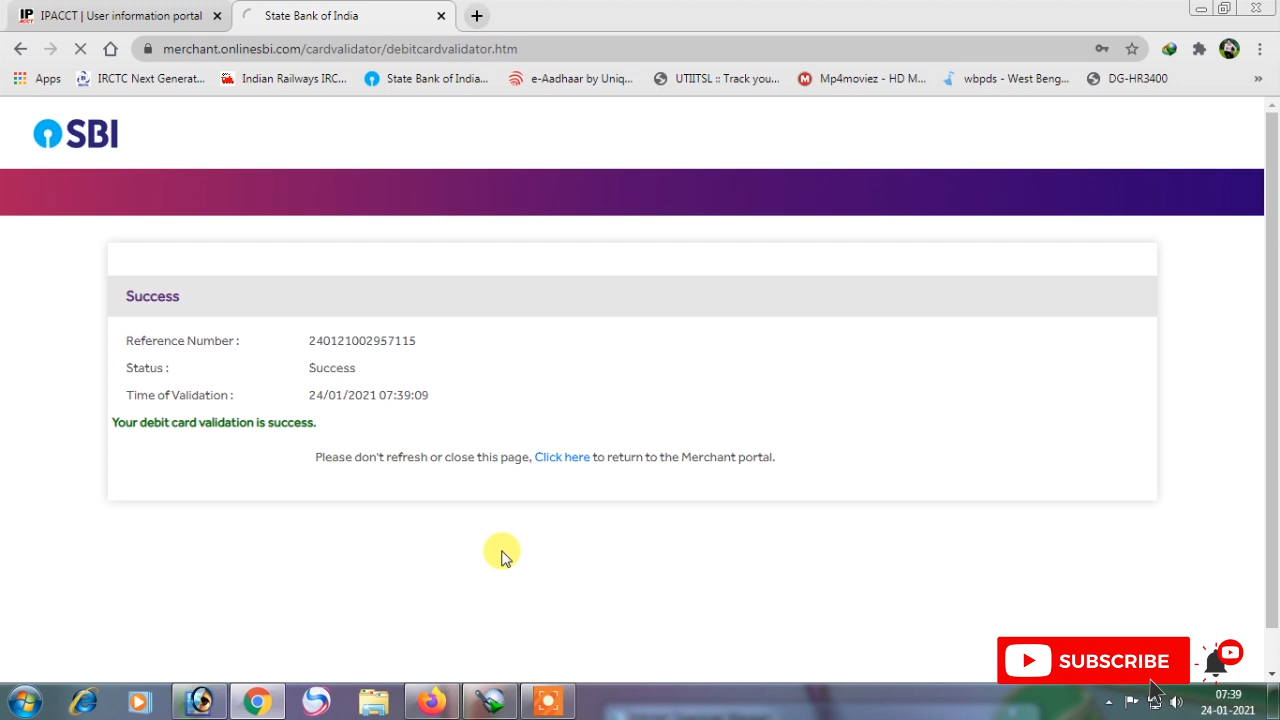 IPACCT | User information portal
State Bank of India
merchant.onlinesbi.com/cardvalidator/debitcardvalidator.htm
Apps
IRCTC Next Generat...
Indian Railways IRC...
State Bank of India...
e-Aadhaar by Uniq...
UTIITSL :: Track you...
Mp4moviez - HD M...
wbpds - West Beng...
DG-HR3400
SBI
Success
Reference Number : 240121002957115
Status : Success
Time of Validation : 24/01/2021 07:39:09
Your debit card validation is success.
Please don't refresh or close this page, Click here to return to the Merchant portal.
SUBSCRIBE
07:39
24-01-2021